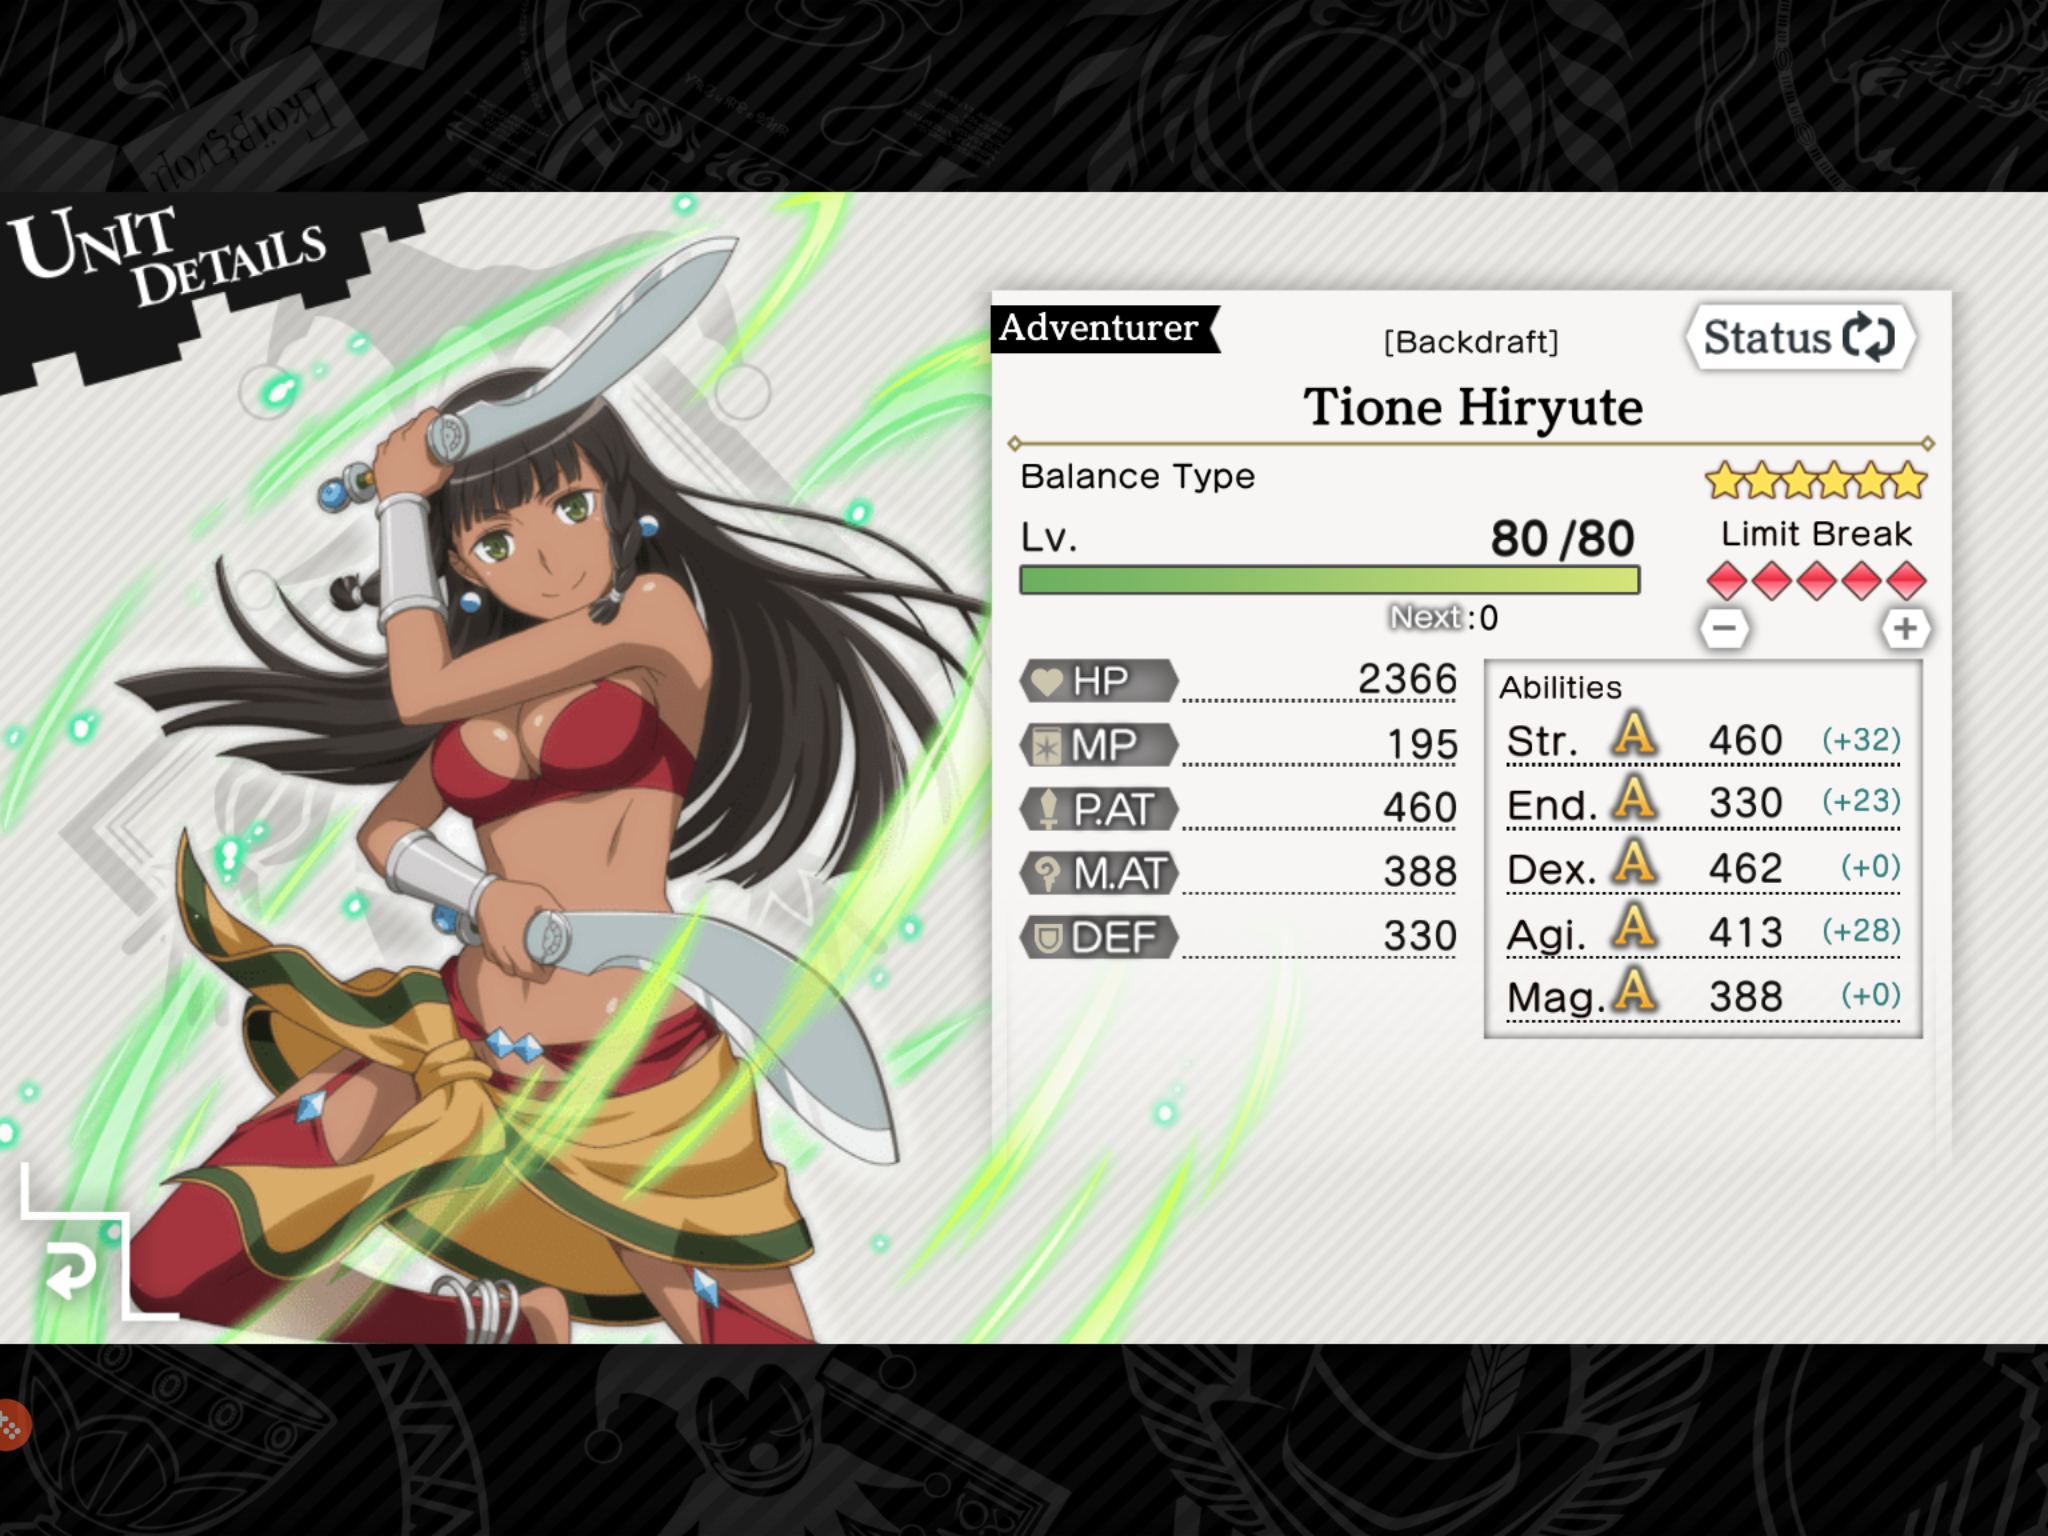 UNIT
DETAILS
Adventurer
[Backdraft]
Status
Tione Hiryute
Balance Type
Lv. 80 /80
Limit Break
Next:0
HP 2366
MP 195
P.AT 460
M.AT 388
DEF 330
Abilities
Str. A 460 (+32)
End. A 330 (+23)
Dex. A 462 (+0)
Agi. A 413 (+28)
Mag. A 388 (+0)